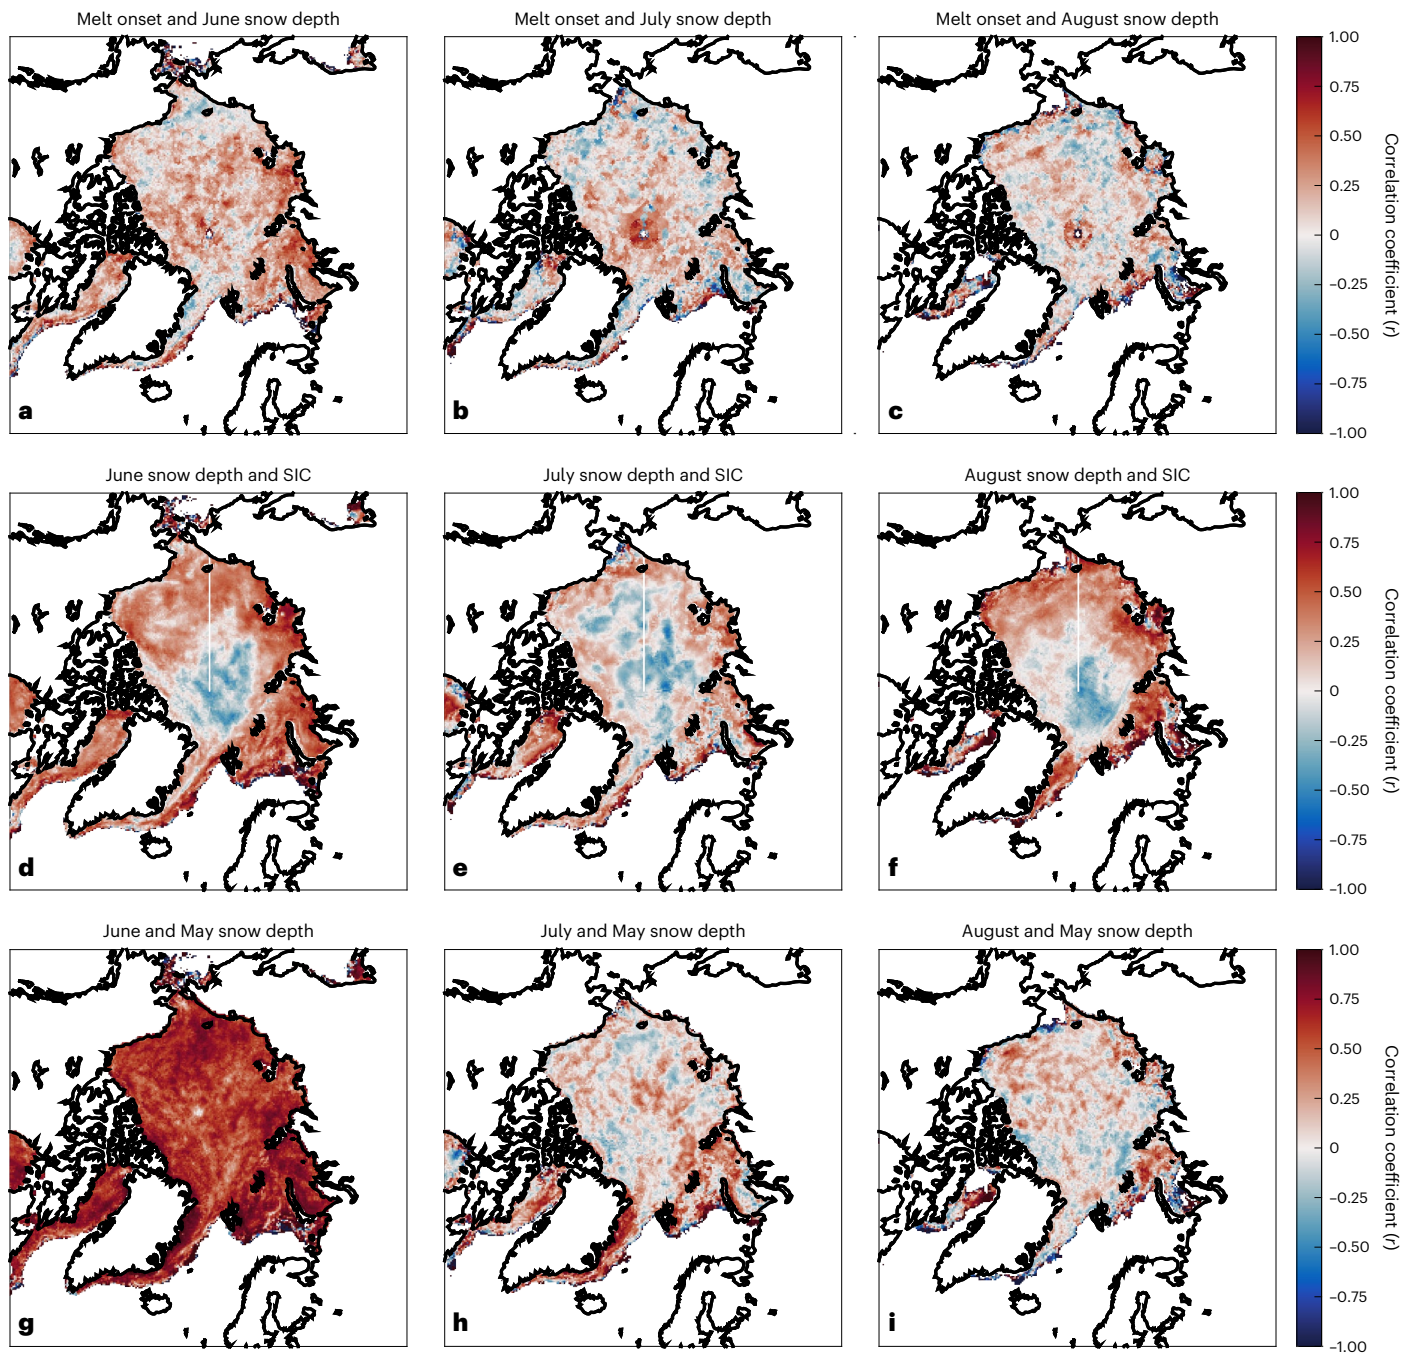 Melt onset and June snow depth
Melt onset and July snow depth
Melt onset and August snow depth
1.00
0.75
0.50
0.25
0
−0.25
−0.50
−0.75
−1.00
Correlation coefficient (r)
a
b
c
June snow depth and SIC
July snow depth and SIC
August snow depth and SIC
1.00
0.75
0.50
0.25
0
−0.25
−0.50
−0.75
−1.00
Correlation coefficient (r)
d
e
f
June and May snow depth
July and May snow depth
August and May snow depth
1.00
0.75
0.50
0.25
0
−0.25
−0.50
−0.75
−1.00
Correlation coefficient (r)
g
h
i